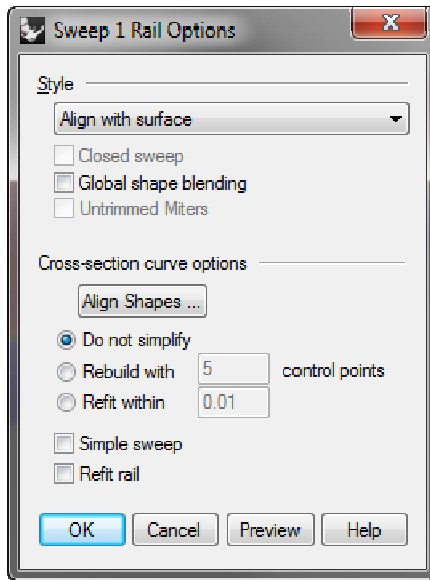 Sweep 1 Rail Options
Style
Align with surface
Closed sweep
Global shape blending
Untrimmed Miters
Cross-section curve options
Align Shapes ...
Do not simplify
Rebuild with 5 control points
Refit within 0.01
Simple sweep
Refit rail
OK Cancel Preview Help